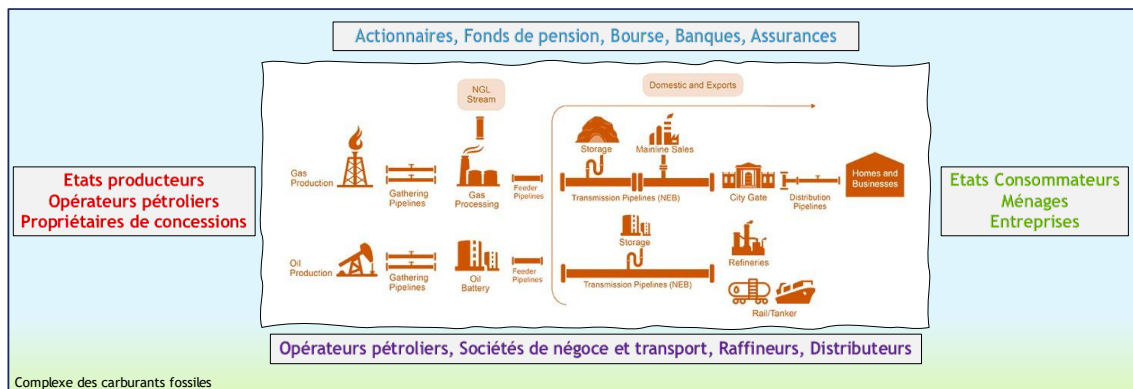 Actionnaires, Fonds de pension, Bourse, Banques, Assurances
Etats producteurs
Opérateurs pétroliers
Propriétaires de concessions
NGL
Stream
Domestic and Exports
Storage
Mainline Sales
Gas
Production
Gathering
Pipelines
Gas
Processing
Feeder
Pipelines
Transmission Pipelines (NEB)
City Gate
Distribution
Pipelines
Homes and
Businesses
Storage
Refineries
Oil
Production
Gathering
Pipelines
Oil
Battery
Feeder
Pipelines
Transmission Pipelines (NEB)
Rail/Tanker
Etats Consommateurs
Ménages
Entreprises
Opérateurs pétroliers, Sociétés de négoce et transport, Raffineurs, Distributeurs
Complexe des carburants fossiles